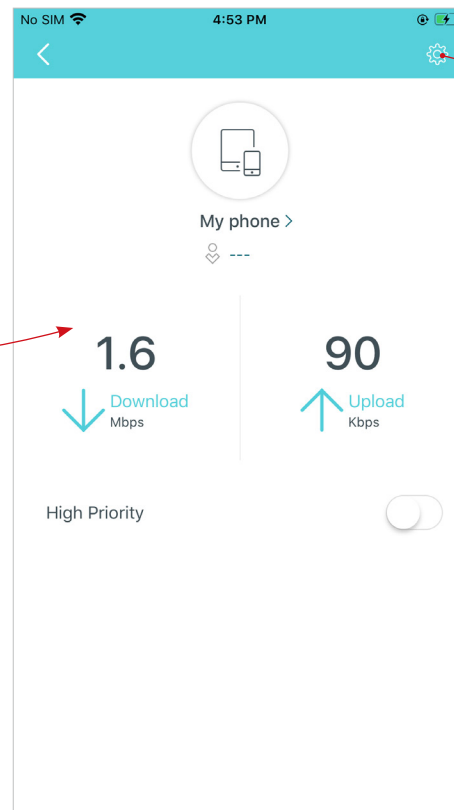 No SIM 4:53 PM
My phone >
---
1.6 90
Download Upload
Mbps Kbps
High Priority